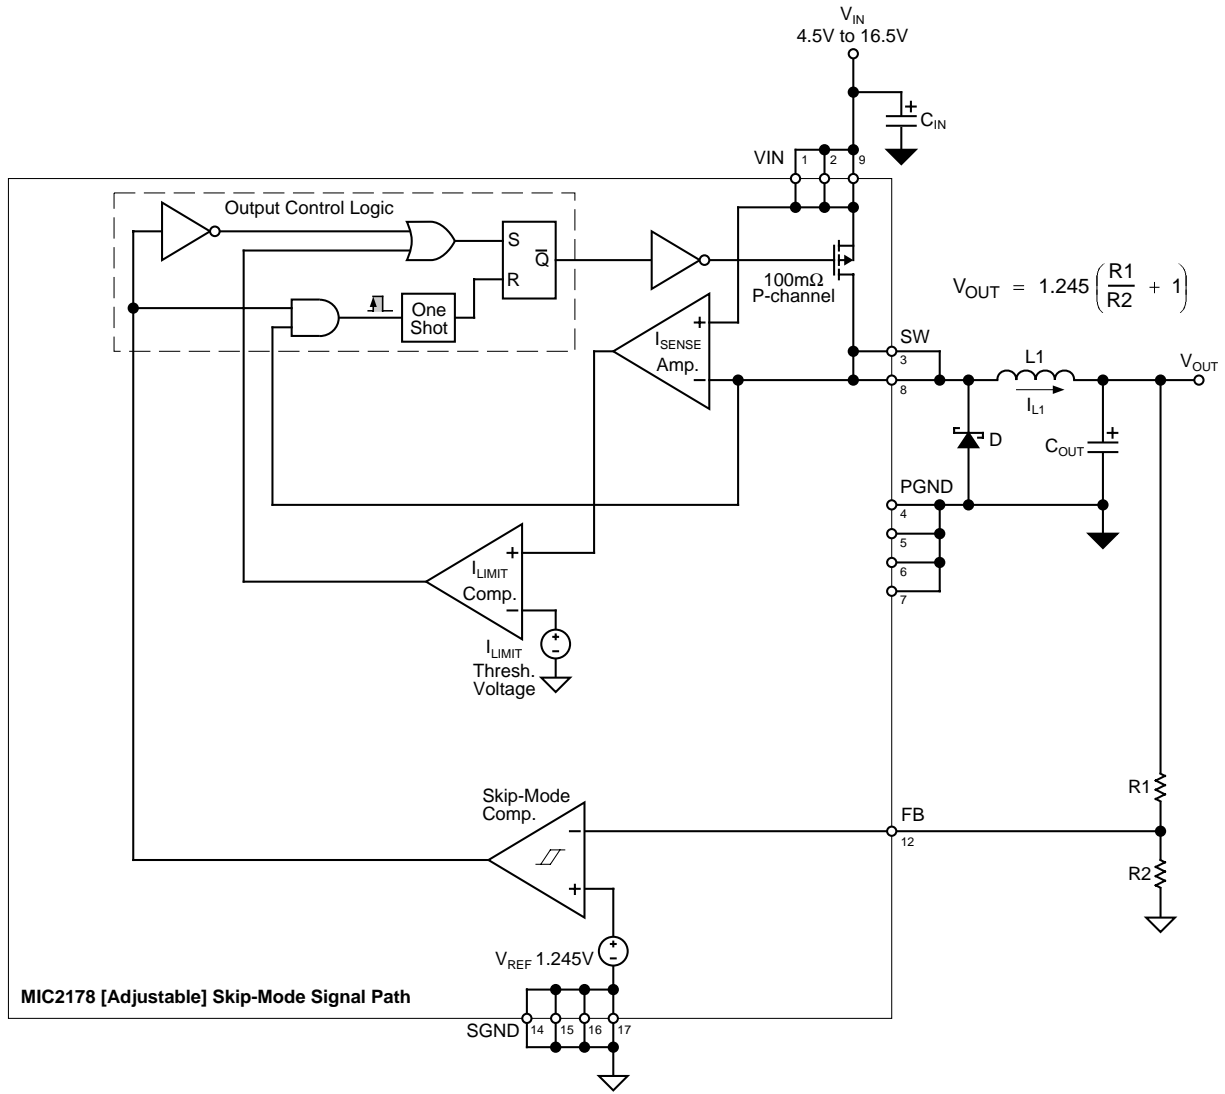 V_IN
4.5V to 16.5V
+
C_IN
VIN
1 2 9
Output Control Logic
S
Q̅
R
One
Shot
100mΩ
P-channel
V_OUT = 1.245 (R1/R2 + 1)
+
I_SENSE
Amp.
−
SW
3
8
L1
I_L1
V_OUT
D
+
C_OUT
PGND
4
5
6
7
+
I_LIMIT
Comp.
−
+
−
I_LIMIT
Thresh.
Voltage
Skip-Mode
Comp.
−
+
FB
12
R1
R2
+
−
V_REF 1.245V
MIC2178 [Adjustable] Skip-Mode Signal Path
SGND
14 15 16 17